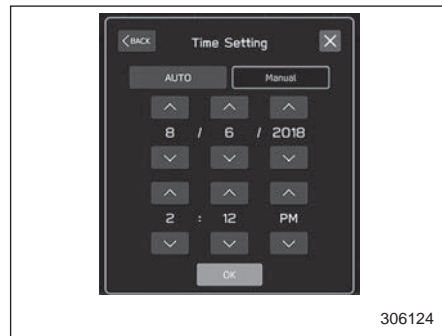 BACK Time Setting
AUTO Manual
8 / 6 / 2018
2 : 12 PM
OK
306124